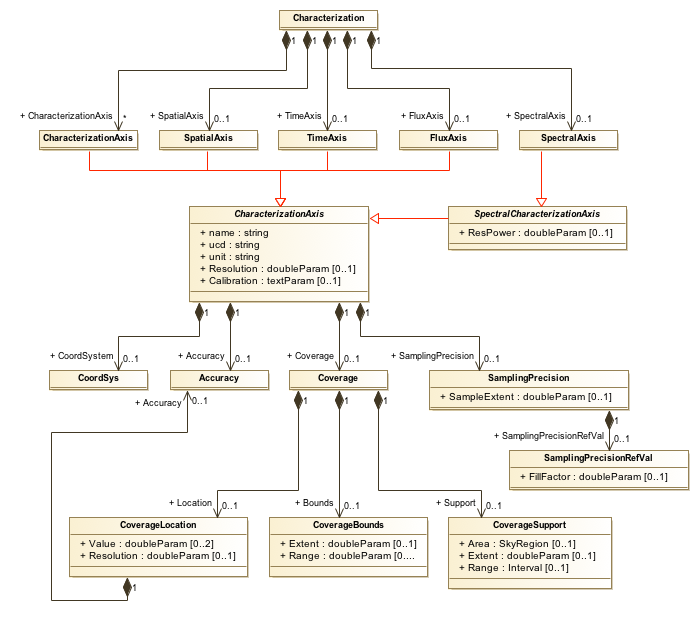 Characterization
1 1 1 1 1
+ CharacterizationAxis * + SpatialAxis 0..1 + TimeAxis 0..1 + FluxAxis 0..1 + SpectralAxis 0..1
CharacterizationAxis SpatialAxis TimeAxis FluxAxis SpectralAxis
CharacterizationAxis
+ name : string
+ ucd : string
+ unit : string
+ Resolution : doubleParam [0..1]
+ Calibration : textParam [0..1]
SpectralCharacterizationAxis
+ ResPower : doubleParam [0..1]
1 1 1 1
+ CoordSystem 0..1 + Accuracy 0..1 + Coverage 0..1 + SamplingPrecision 0..1
CoordSys Accuracy Coverage
SamplingPrecision
+ SampleExtent : doubleParam [0..1]
+ Accuracy 0..1
1 1 1
1
+ SamplingPrecisionRefVal 0..1
SamplingPrecisionRefVal
+ FillFactor : doubleParam [0..1]
+ Location 0..1 + Bounds 0..1 + Support 0..1
CoverageLocation
+ Value : doubleParam [0..2]
+ Resolution : doubleParam [0..1]
1
CoverageBounds
+ Extent : doubleParam [0..1]
+ Range : doubleParam [0....
CoverageSupport
+ Area : SkyRegion [0..1]
+ Extent : doubleParam [0..1]
+ Range : Interval [0..1]